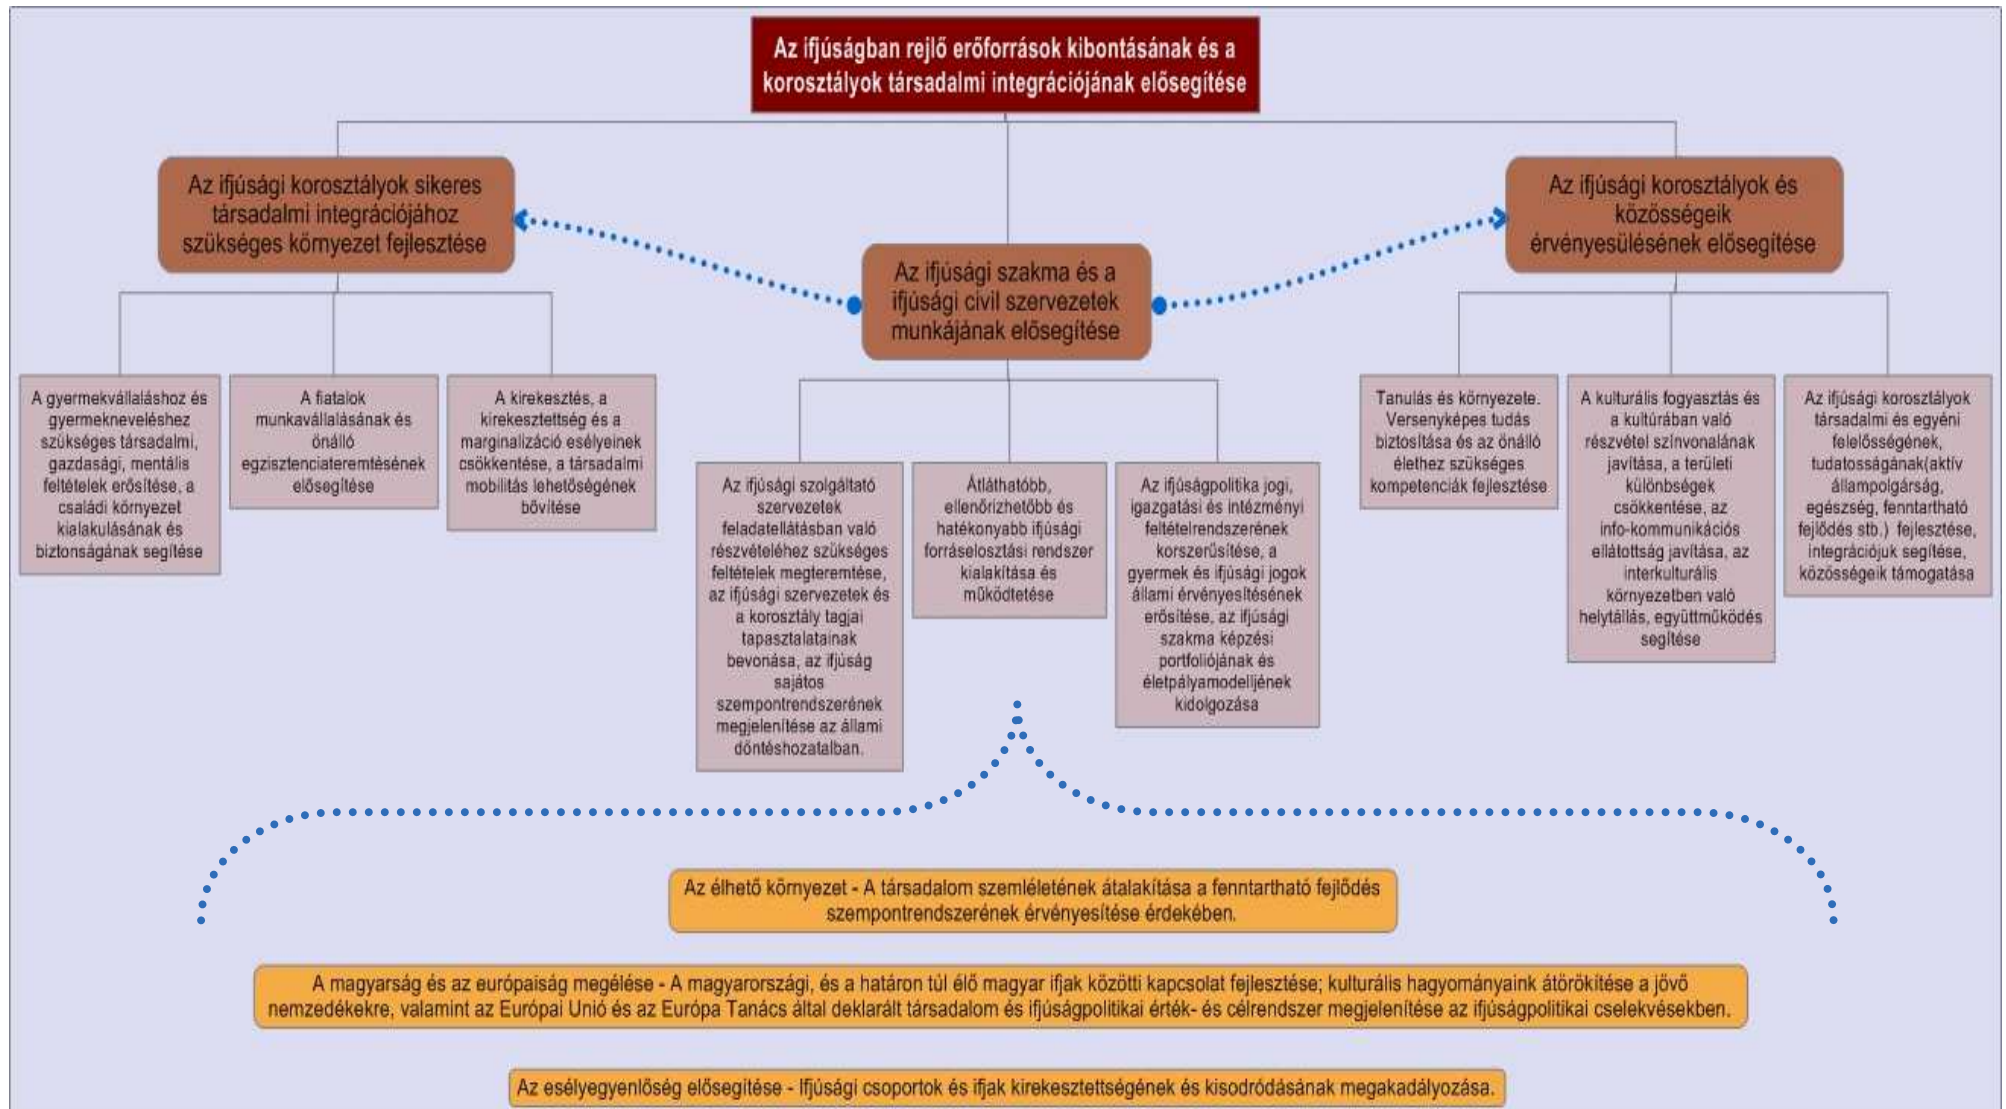 Az ifjúságban rejlő erőforrások kibontásának és a
korosztályok társadalmi integrációjának elősegítése
Az ifjúsági korosztályok sikeres
társadalmi integrációjához
szükséges környezet fejlesztése
Az ifjúsági szakma és a
ifjúsági civil szervezetek
munkájának elősegítése
Az ifjúsági korosztályok és
közösségeik
érvényesülésének elősegítése
A gyermekvállaláshoz és
gyermekneveléshez
szükséges társadalmi,
gazdasági, mentális
feltételek erősítése, a
családi környezet
kialakulásának és
biztonságának segítése
A fiatalok
munkavállalásának és
önálló
egzisztenciateremtésének
elősegítése
A kirekesztés, a
kirekesztettség és a
marginalizáció esélyeinek
csökkentése, a társadalmi
mobilitás lehetőségének
bővítése
Az ifjúsági szolgáltató
szervezetek
feladatellátásban való
részvételéhez szükséges
feltételek megteremtése,
az ifjúsági szervezetek és
a korosztály tagjai
tapasztalatainak
bevonása, az ifjúság
sajátos
szempontrendszerének
megjelenítése az állami
döntéshozatalban.
Átláthatóbb,
ellenőrizhetőbb és
hatékonyabb ifjúsági
forráselosztási rendszer
kialakítása és
működtetése
Az ifjúságpolitika jogi,
igazgatási és intézményi
feltételrendszerének
korszerűsítése, a
gyermek és ifjúsági jogok
állami érvényesítésének
erősítése, az ifjúsági
szakma képzési
portfoliójának és
életpályamodelljének
kidolgozása
Tanulás és környezete.
Versenyképes tudás
biztosítása és az önálló
élethez szükséges
kompetenciák fejlesztése
A kulturális fogyasztás és
a kultúrában való
részvétel színvonalának
javítása, a területi
különbségek
csökkentése, az
info-kommunikációs
ellátottság javítása, az
interkulturális
környezetben való
helytállás, együttműködés
segítése
Az ifjúsági korosztályok
társadalmi és egyéni
felelősségének,
tudatosságának(aktív
állampolgárság,
egészség, fenntartható
fejlődés stb.) fejlesztése,
integrációjuk segítése,
közösségeik támogatása
Az élhető környezet - A társadalom szemléletének átalakítása a fenntartható fejlődés
szempontrendszerének érvényesítése érdekében.
A magyarság és az európaiság megélése - A magyarországi, és a határon túl élő magyar ifjak közötti kapcsolat fejlesztése; kulturális hagyományaink átörökítése a jövő
nemzedékekre, valamint az Európai Unió és az Európa Tanács által deklarált társadalom és ifjúságpolitikai érték- és célrendszer megjelenítése az ifjúságpolitikai cselekvésekben.
Az esélyegyenlőség elősegítése - Ifjúsági csoportok és ifjak kirekesztettségének és kisodródásának megakadályozása.